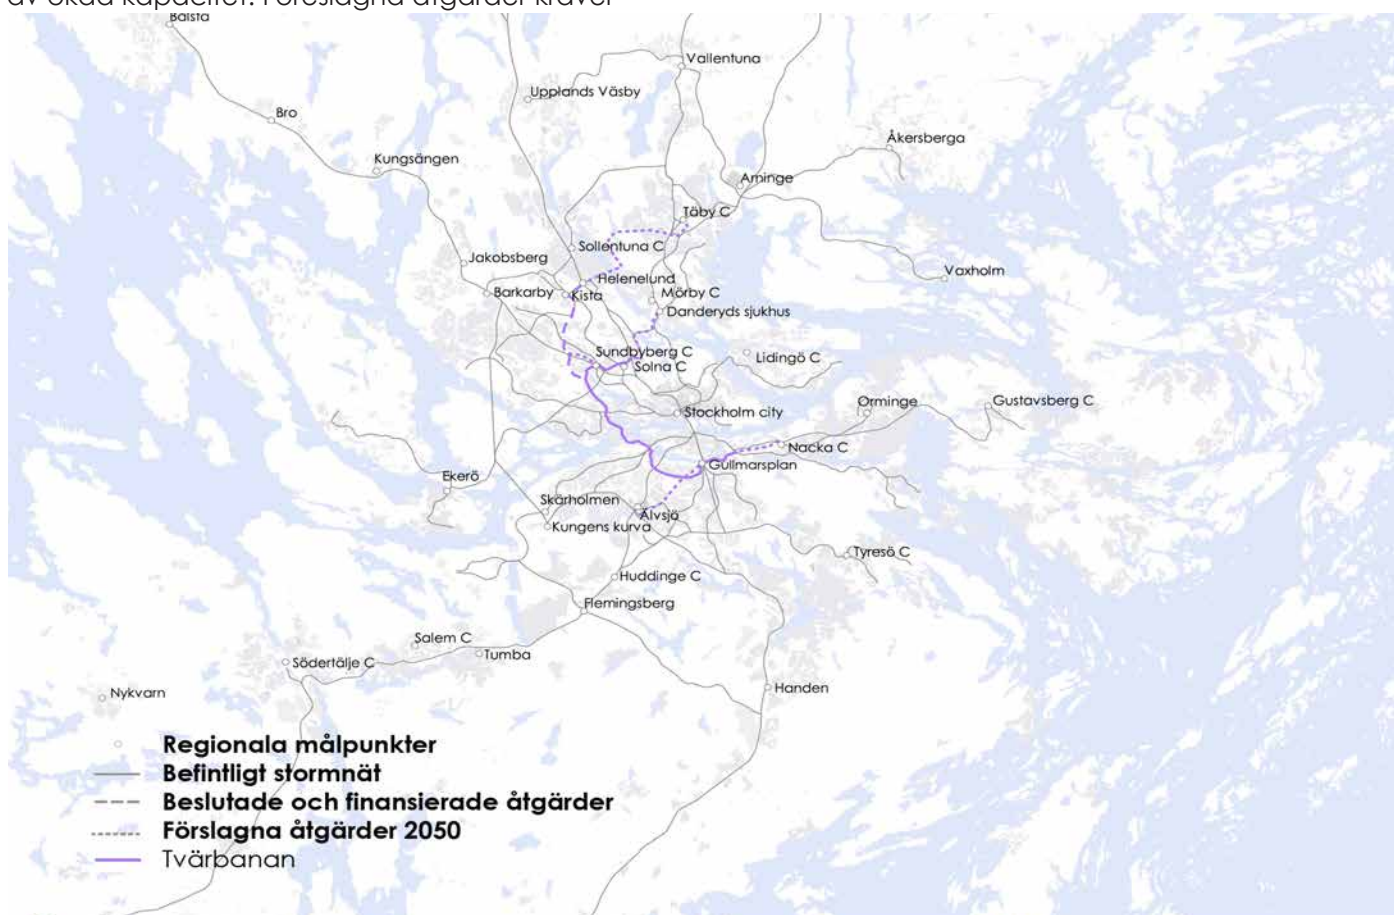 av ökad kapacitet. Föreslagna åtgärder kräver
Bålsta
Vallentuna
Upplands Väsby
Bro
Åkersberga
Kungsängen
Arninge
Täby C
Sollentuna C
Jakobsberg
Vaxholm
Helenelund
Barkarby
Kista
Mörby C
Danderyds sjukhus
Sundbyberg C
Lidingö C
Solna C
Orminge
Gustavsberg C
Stockholm city
Nacka C
Gullmarsplan
Ekerö
Skärholmen
Älvsjö
Kungens kurva
Tyresö C
Huddinge C
Flemingsberg
Salem C
Tumba
Södertälje C
Handen
Nykvarn
Regionala målpunkter
Befintligt stormnät
Beslutade och finansierade åtgärder
Förslagna åtgärder 2050
Tvärbanan